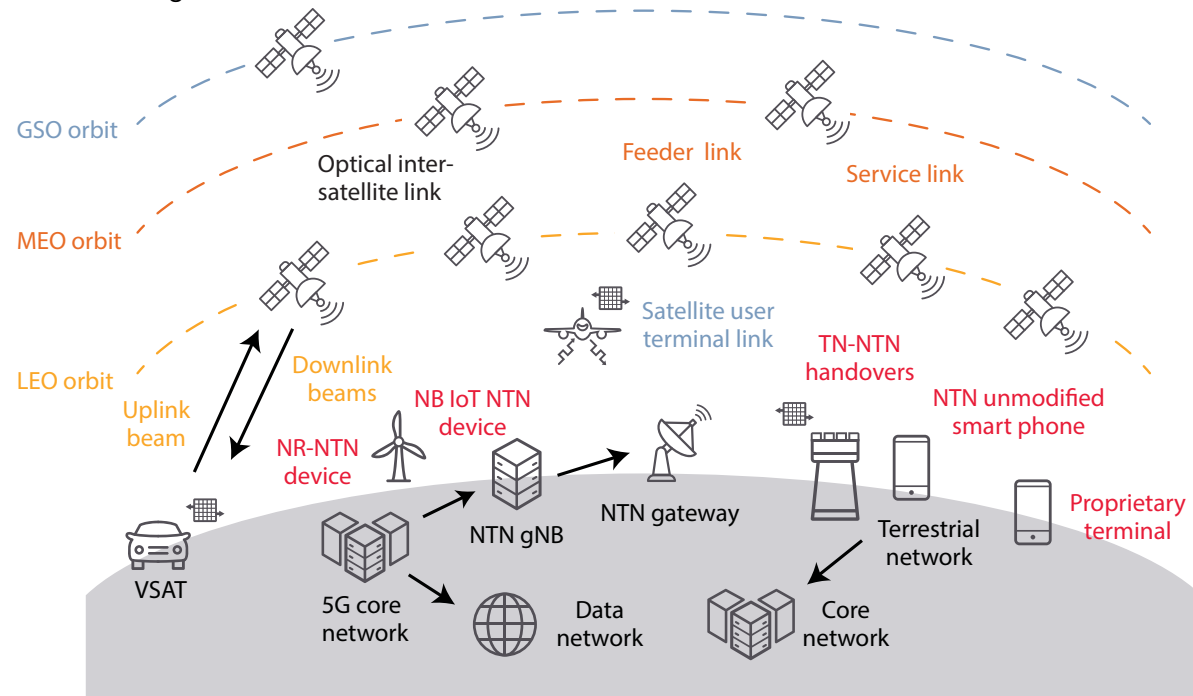 GSO orbit
Optical inter-
satellite link
Feeder link
Service link
MEO orbit
Satellite user
terminal link
TN-NTN
handovers
LEO orbit
Downlink
beams
Uplink
beam
NB IoT NTN
device
NTN unmodified
smart phone
NR-NTN
device
Proprietary
terminal
NTN gateway
NTN gNB
Terrestrial
network
VSAT
5G core
network
Data
network
Core
network